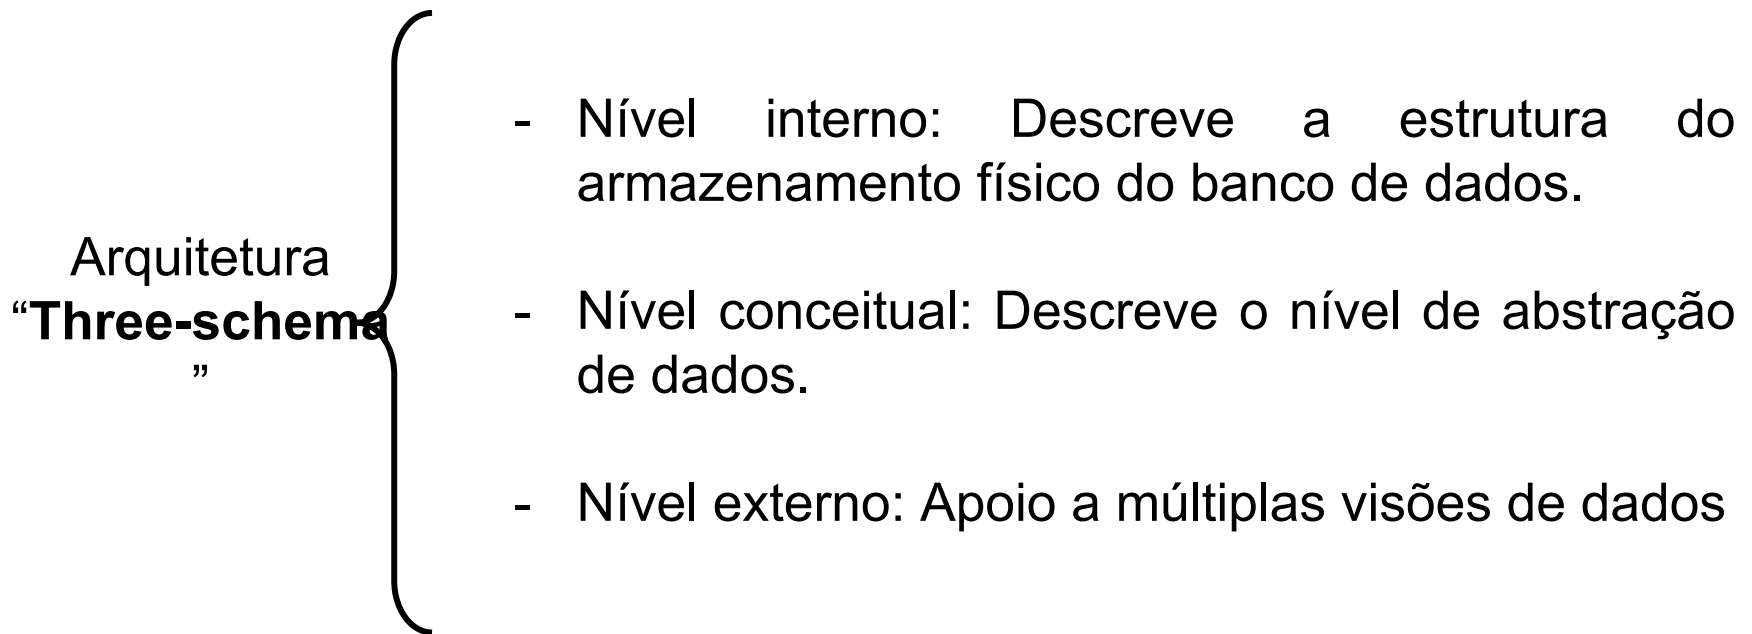 Arquitetura
“Three-schema
”
- Nível interno: Descreve a estrutura do
armazenamento físico do banco de dados.
- Nível conceitual: Descreve o nível de abstração
de dados.
- Nível externo: Apoio a múltiplas visões de dados